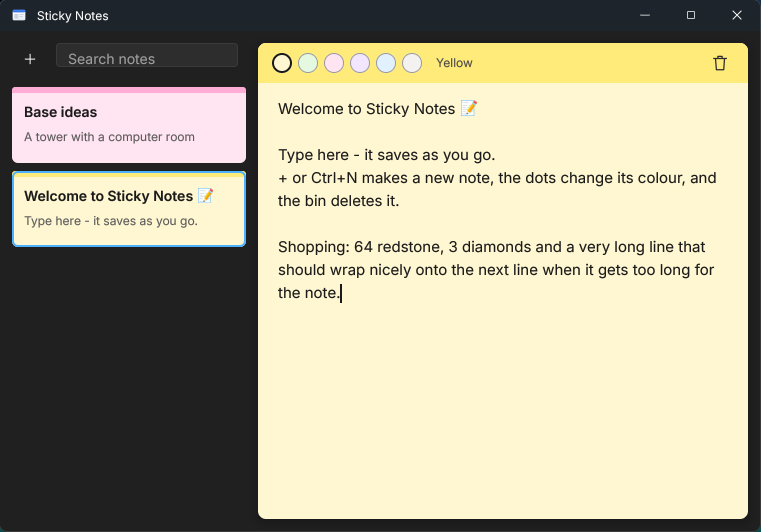 Sticky Notes
Search notes
Base ideas
A tower with a computer room
Welcome to Sticky Notes 📝
Type here - it saves as you go.
Yellow
Welcome to Sticky Notes 📝
Type here - it saves as you go.
+ or Ctrl+N makes a new note, the dots change its colour, and
the bin deletes it.
Shopping: 64 redstone, 3 diamonds and a very long line that
should wrap nicely onto the next line when it gets too long for
the note.